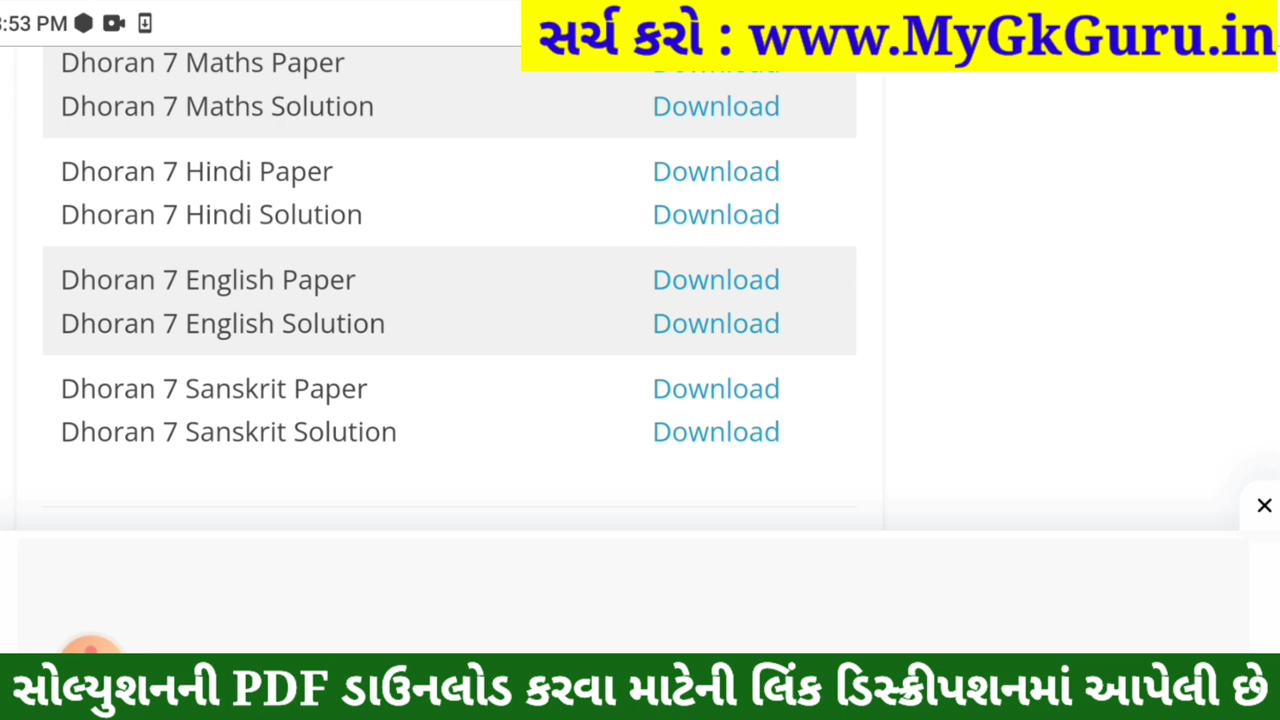 :53 PM
સર્ચ કરો : www.MyGkGuru.in
Dhoran 7 Maths Paper
Dhoran 7 Maths Solution Download
Dhoran 7 Hindi Paper Download
Dhoran 7 Hindi Solution Download
Dhoran 7 English Paper Download
Dhoran 7 English Solution Download
Dhoran 7 Sanskrit Paper Download
Dhoran 7 Sanskrit Solution Download
સોલ્યુશનની PDF ડાઉનલોડ કરવા માટેની લિંક ડિસ્ક્રીપશનમાં આપેલી છે